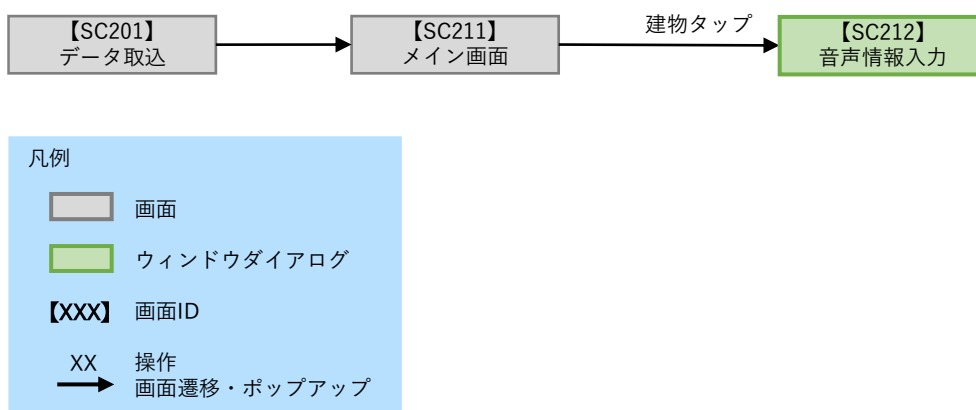 【SC201】
データ取込
【SC211】
メイン画面
建物タップ
【SC212】
音声情報入力
凡例
画面
ウィンドウダイアログ
【XXX】 画面ID
XX 操作
画面遷移・ポップアップ